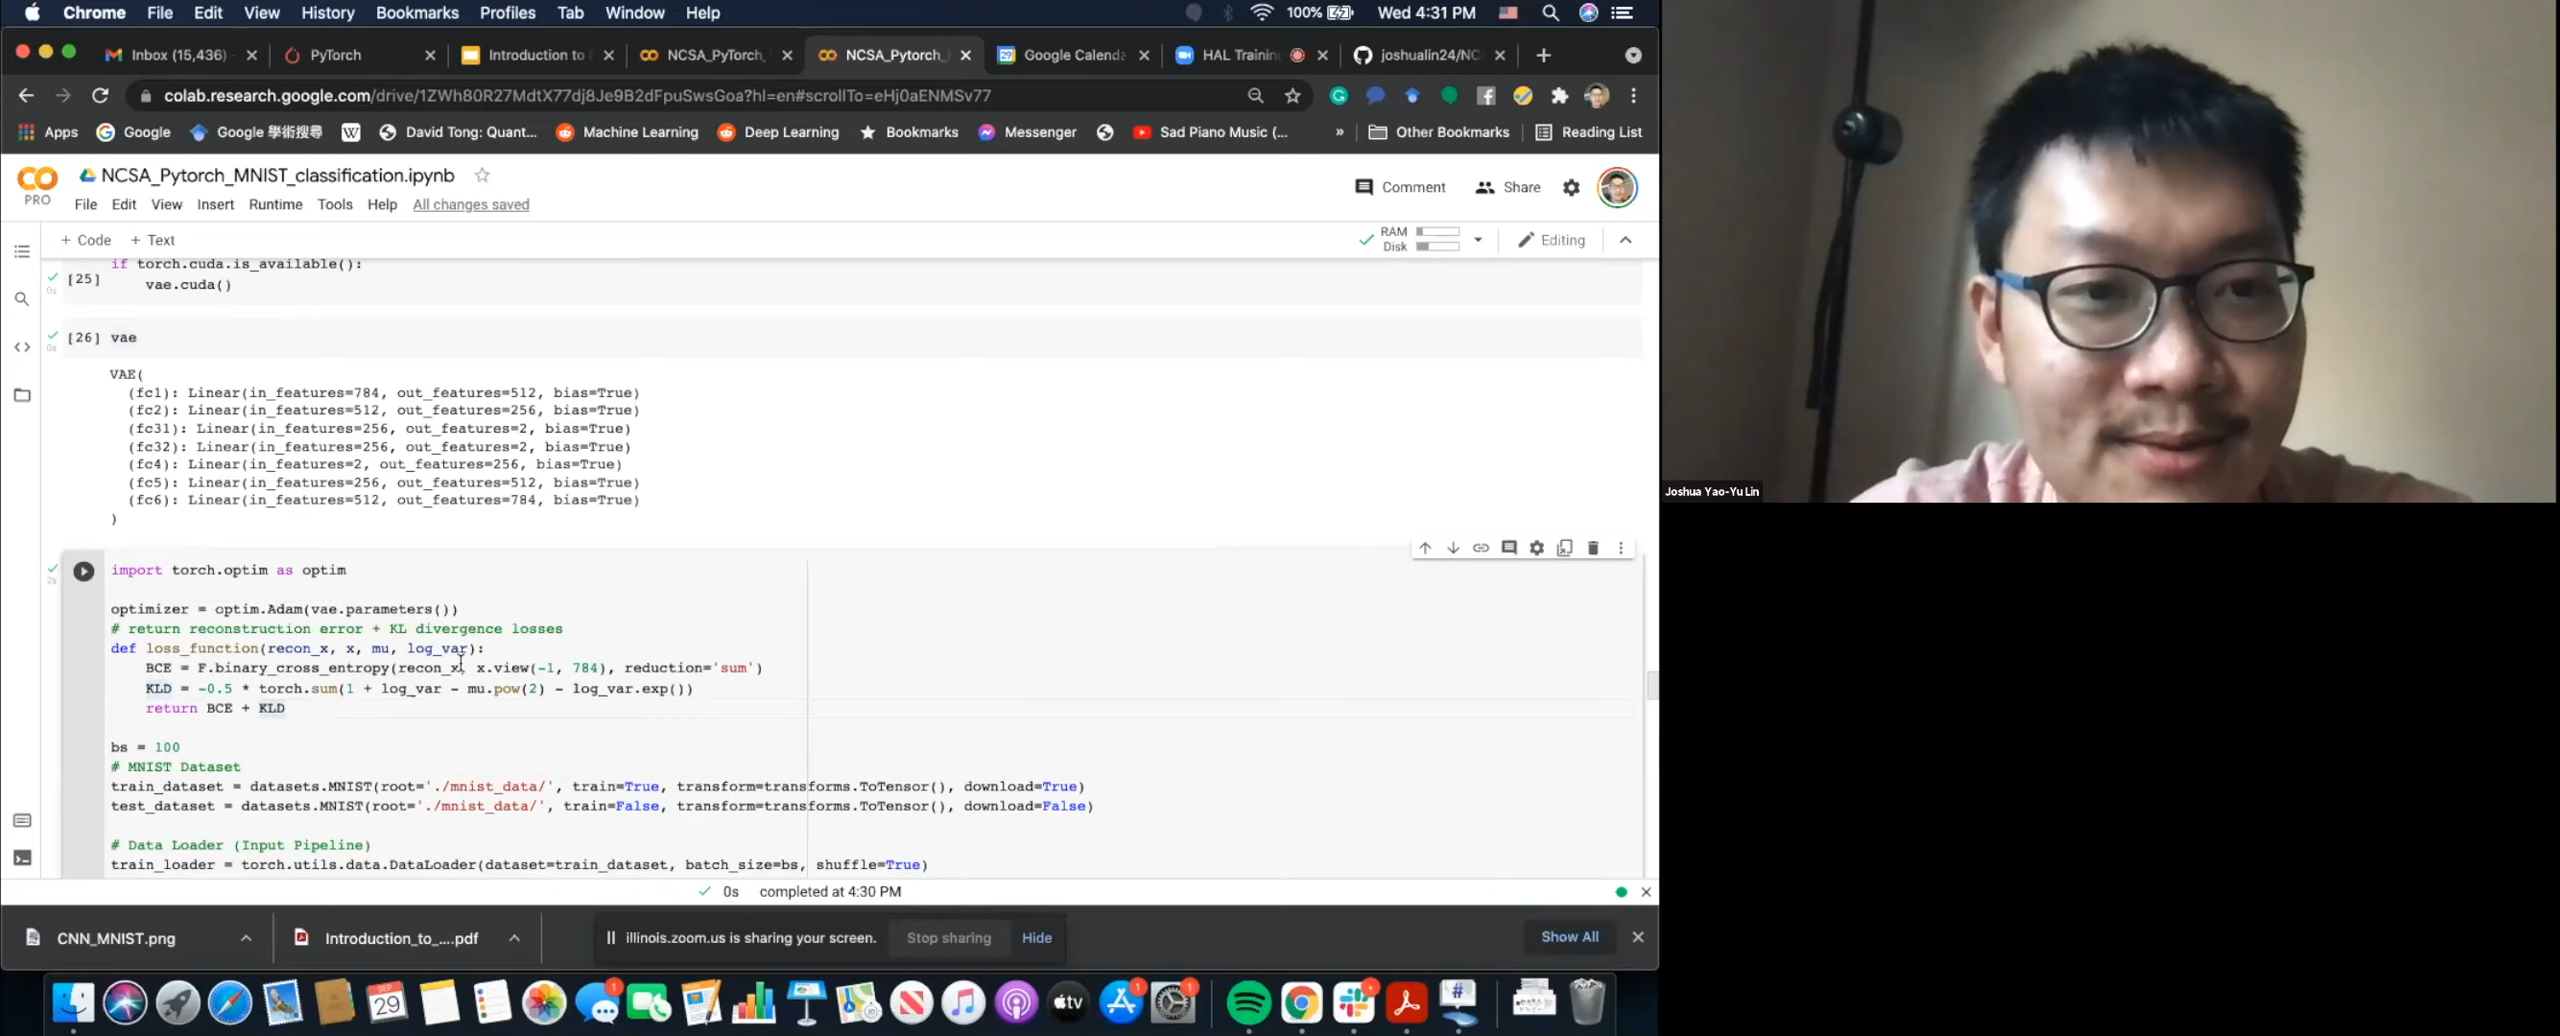 Chrome File Edit View History Bookmarks Profiles Tab Window Help 100% Wed 4:31 PM
Inbox (15,436) PyTorch Introduction to NCSA_PyTorch_ NCSA_Pytorch_ Google Calenda HAL Training joshualin24/NC
colab.research.google.com/drive/1ZWh80R27MdtX77dj8Je9B2dFpuSwsGoa?hl=en#scrollTo=eHj0aENMSv77
Apps Google Google 學術搜尋 W David Tong: Quant... Machine Learning Deep Learning Bookmarks Messenger Sad Piano Music (... » Other Bookmarks Reading List
CO NCSA_Pytorch_MNIST_classification.ipynb Comment Share
PRO File Edit View Insert Runtime Tools Help All changes saved
+ Code + Text RAM Disk Editing
if torch.cuda.is_available():
[25] vae.cuda()
0s
[26] vae
0s
VAE(
(fc1): Linear(in_features=784, out_features=512, bias=True)
(fc2): Linear(in_features=512, out_features=256, bias=True)
(fc31): Linear(in_features=256, out_features=2, bias=True)
(fc32): Linear(in_features=256, out_features=2, bias=True)
(fc4): Linear(in_features=2, out_features=256, bias=True)
(fc5): Linear(in_features=256, out_features=512, bias=True)
(fc6): Linear(in_features=512, out_features=784, bias=True)
)
2s
import torch.optim as optim
optimizer = optim.Adam(vae.parameters())
# return reconstruction error + KL divergence losses
def loss_function(recon_x, x, mu, log_var):
BCE = F.binary_cross_entropy(recon_x, x.view(-1, 784), reduction='sum')
KLD = -0.5 * torch.sum(1 + log_var - mu.pow(2) - log_var.exp())
return BCE + KLD
bs = 100
# MNIST Dataset
train_dataset = datasets.MNIST(root='./mnist_data/', train=True, transform=transforms.ToTensor(), download=True)
test_dataset = datasets.MNIST(root='./mnist_data/', train=False, transform=transforms.ToTensor(), download=False)
# Data Loader (Input Pipeline)
train_loader = torch.utils.data.DataLoader(dataset=train_dataset, batch_size=bs, shuffle=True)
0s completed at 4:30 PM
CNN_MNIST.png Introduction_to_....pdf illinois.zoom.us is sharing your screen. Stop sharing Hide Show All
SEP 29 tv 1 1 1 #
Joshua Yao-Yu Lin